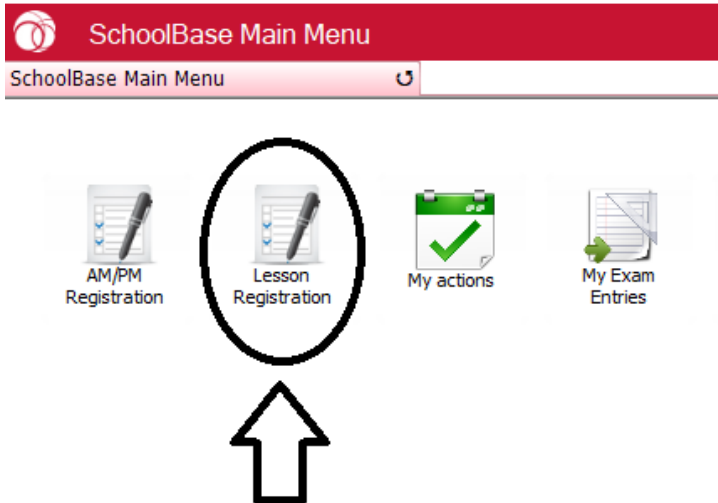 SchoolBase Main Menu
SchoolBase Main Menu
AM/PM
Registration
Lesson
Registration
My actions
My Exam
Entries